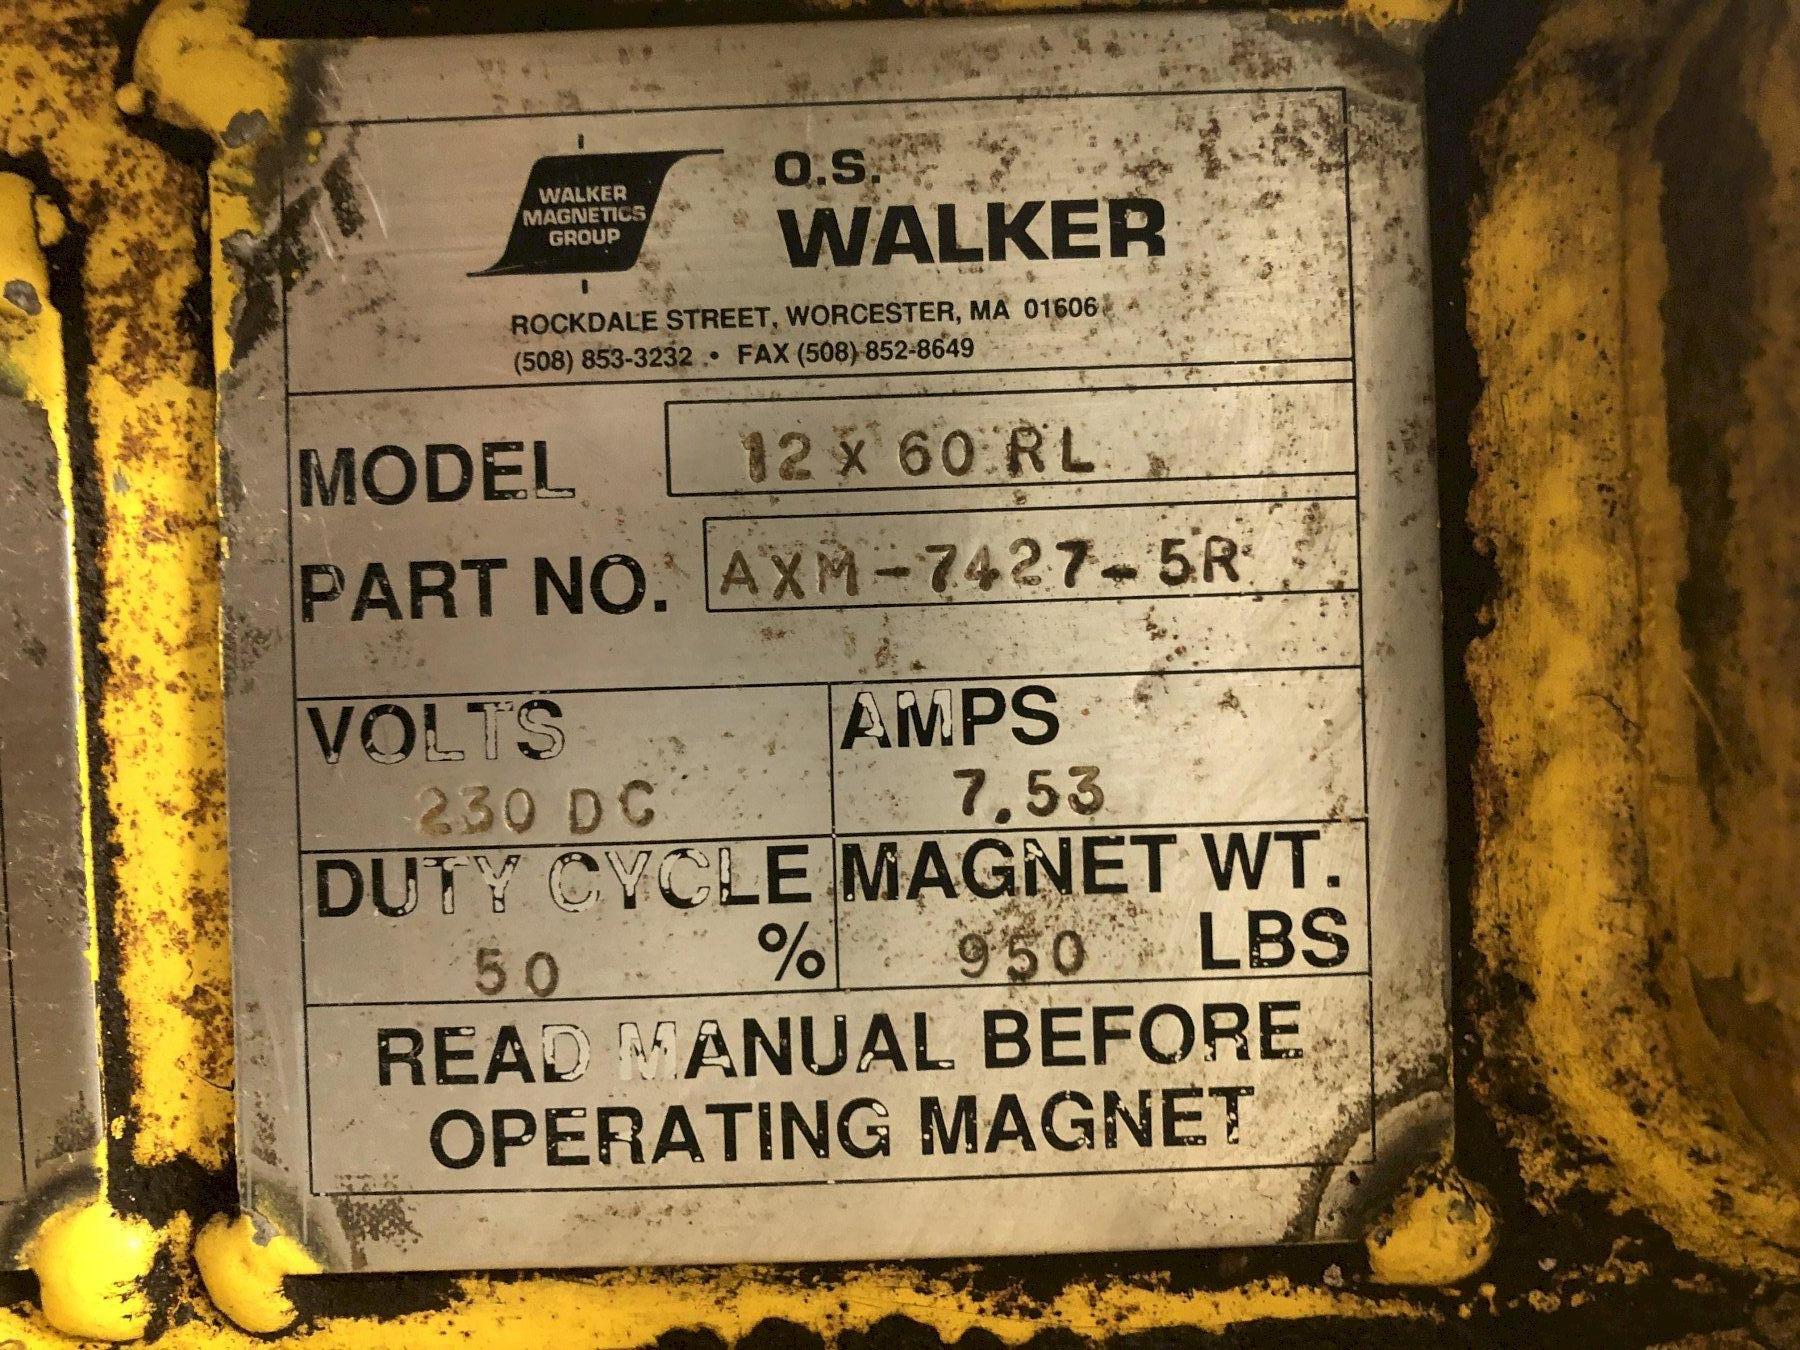 WALKER
MAGNETICS
GROUP
O.S.
WALKER
ROCKDALE STREET, WORCESTER, MA 01606
(508) 853-3232 • FAX (508) 852-8649
MODEL 12 x 60 RL
PART NO. AXM-7427-5R
VOLTS AMPS
230 DC 7.53
DUTY CYCLE MAGNET WT.
50 % 950 LBS
READ MANUAL BEFORE
OPERATING MAGNET